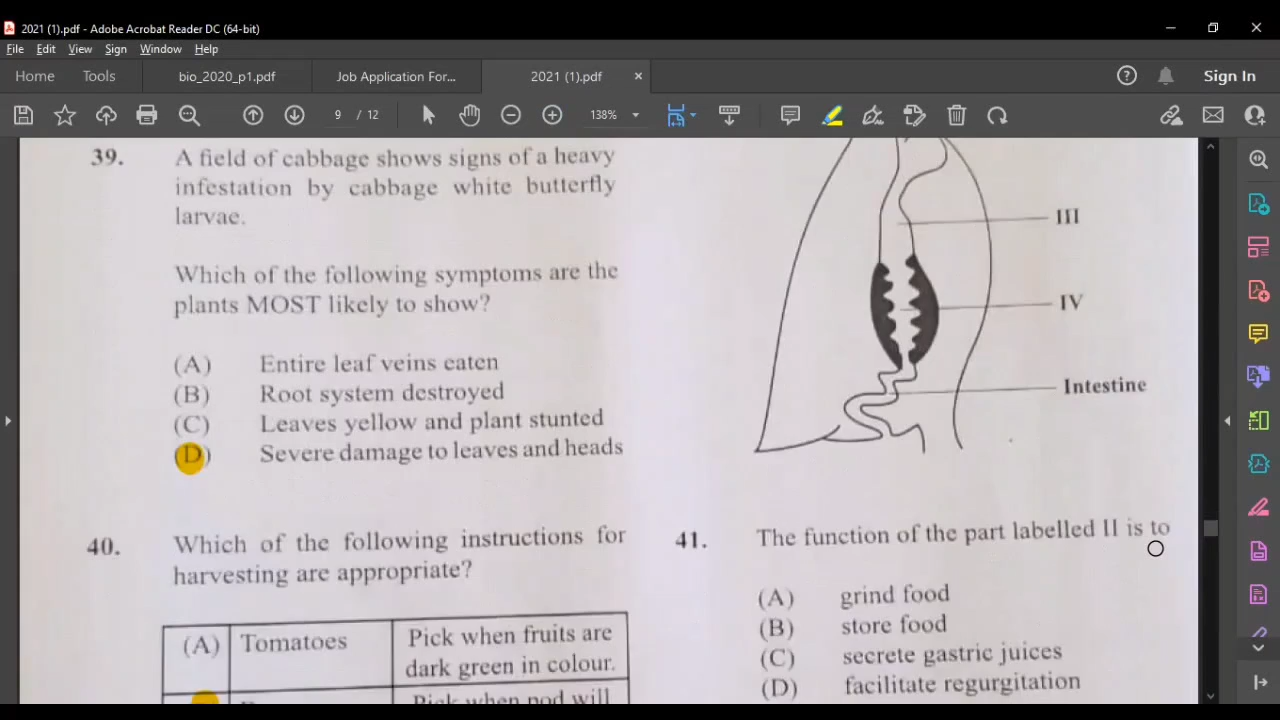 2021 (1).pdf - Adobe Acrobat Reader DC (64-bit)
File Edit View Sign Window Help
Home Tools bio_2020_p1.pdf Job Application For... 2021 (1).pdf × Sign In
9 / 12 138%
39. A field of cabbage shows signs of a heavy
infestation by cabbage white butterfly
larvae.
Which of the following symptoms are the
plants MOST likely to show?
(A) Entire leaf veins eaten
(B) Root system destroyed
(C) Leaves yellow and plant stunted
(D) Severe damage to leaves and heads
40. Which of the following instructions for
harvesting are appropriate?
(A) Tomatoes Pick when fruits are
dark green in colour.
Pick when pod will
III
IV
Intestine
41. The function of the part labelled II is to
(A) grind food
(B) store food
(C) secrete gastric juices
(D) facilitate regurgitation